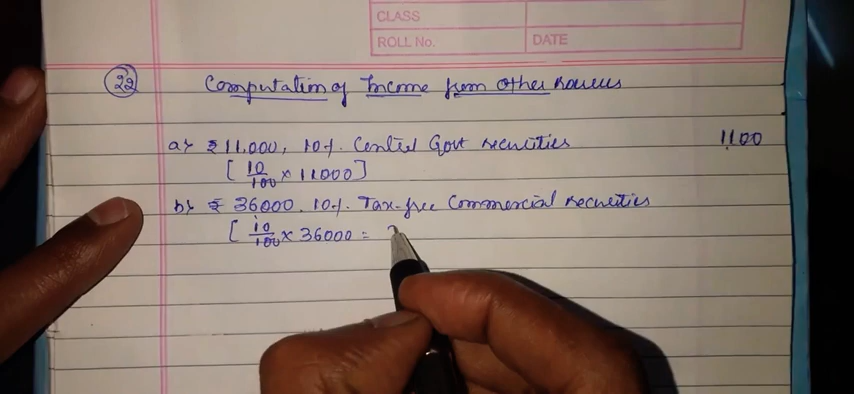 CLASS
ROLL No. DATE
22 Computation of Income from other sources
a> ₹ 11,000, 10%. Central Govt securities 1100
[ 10/100 × 11000 ]
b> ₹ 36000, 10%. Tax-free Commercial securities
[ 10/100 × 36000 =